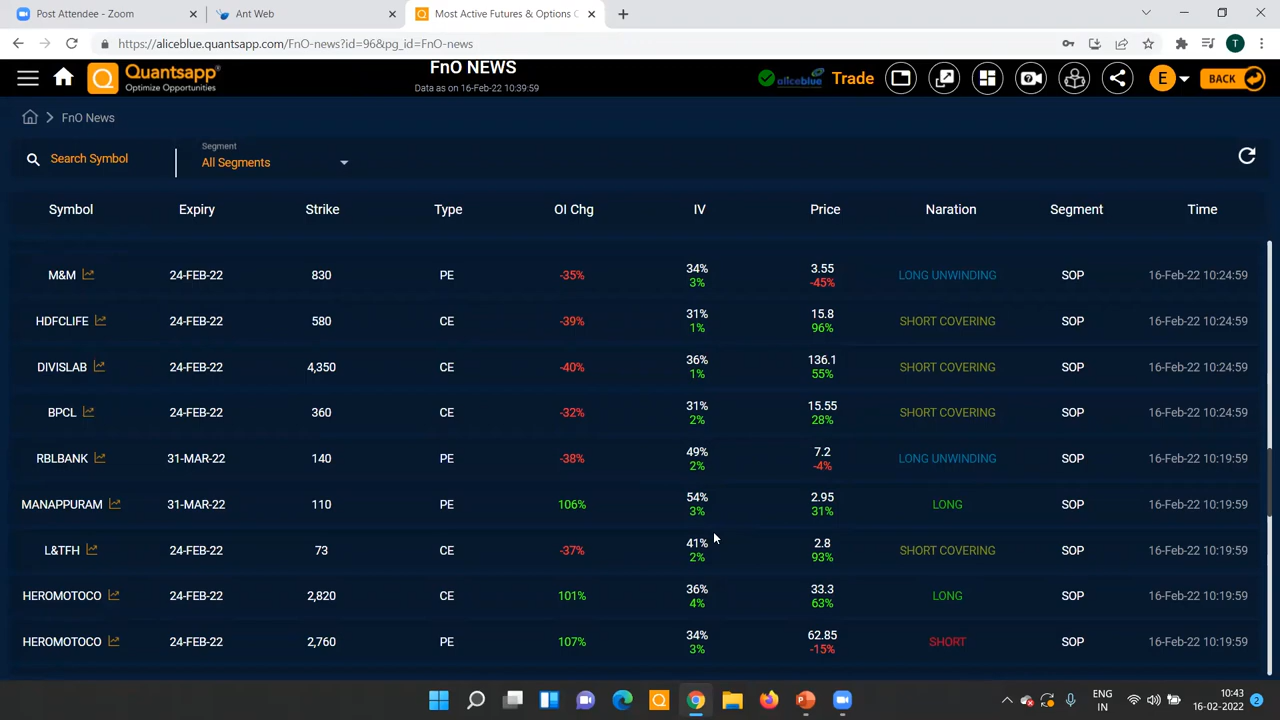 Post Attendee - Zoom
Ant Web
Most Active Futures & Options C
https://aliceblue.quantsapp.com/FnO-news?id=96&pg_id=FnO-news
T
Quantsapp®
Optimize Opportunities
FnO NEWS
Data as on 16-Feb-22 10:39:59
aliceblue
Trade
E
BACK
FnO News
Search Symbol
Segment
All Segments
Symbol Expiry Strike Type OI Chg IV Price Naration Segment Time
M&M 24-FEB-22 830 PE -35% 34% 3% 3.55 -45% LONG UNWINDING SOP 16-Feb-22 10:24:59
HDFCLIFE 24-FEB-22 580 CE -39% 31% 1% 15.8 96% SHORT COVERING SOP 16-Feb-22 10:24:59
DIVISLAB 24-FEB-22 4,350 CE -40% 36% 1% 136.1 55% SHORT COVERING SOP 16-Feb-22 10:24:59
BPCL 24-FEB-22 360 CE -32% 31% 2% 15.55 28% SHORT COVERING SOP 16-Feb-22 10:24:59
RBLBANK 31-MAR-22 140 PE -38% 49% 2% 7.2 -4% LONG UNWINDING SOP 16-Feb-22 10:19:59
MANAPPURAM 31-MAR-22 110 PE 106% 54% 3% 2.95 31% LONG SOP 16-Feb-22 10:19:59
L&TFH 24-FEB-22 73 CE -37% 41% 2% 2.8 93% SHORT COVERING SOP 16-Feb-22 10:19:59
HEROMOTOCO 24-FEB-22 2,820 CE 101% 36% 4% 33.3 63% LONG SOP 16-Feb-22 10:19:59
HEROMOTOCO 24-FEB-22 2,760 PE 107% 34% 3% 62.85 -15% SHORT SOP 16-Feb-22 10:19:59
ENG
IN
10:43
16-02-2022
2